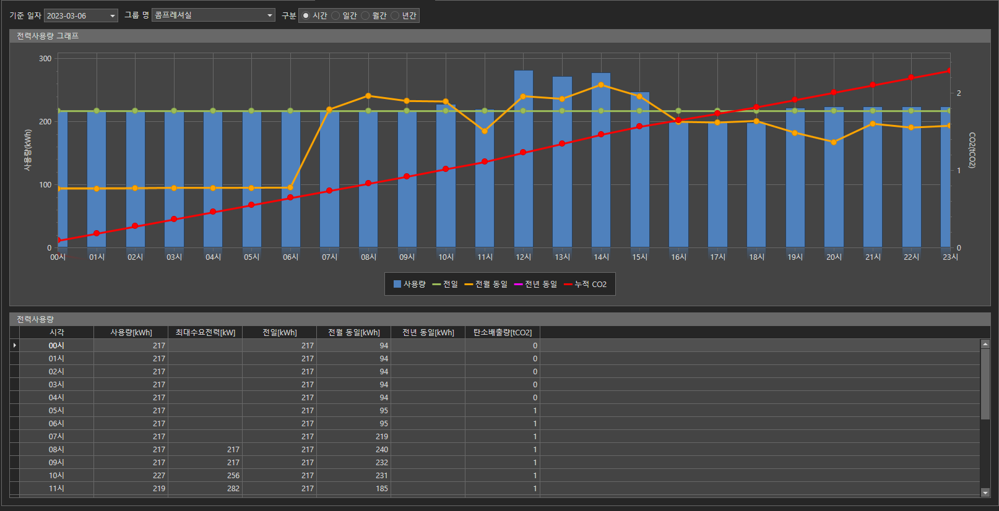 기준 일자 2023-03-06 그룹 명 콤프레셔실 구분 시간 일간 월간 년간
전력사용량 그래프
300
200
100
0
사용량(kWh)
2
1
0
CO2(tCO2)
00시 01시 02시 03시 04시 05시 06시 07시 08시 09시 10시 11시 12시 13시 14시 15시 16시 17시 18시 19시 20시 21시 22시 23시
사용량 전일 전월 동일 전년 동일 누적 CO2
전력사용량
시각 사용량[kWh] 최대수요전력[kW] 전일[kWh] 전월 동일[kWh] 전년 동일[kWh] 탄소배출량[tCO2]
00시 217 217 94 0
01시 217 217 94 0
02시 217 217 94 0
03시 217 217 94 0
04시 217 217 94 0
05시 217 217 95 1
06시 217 217 95 1
07시 217 217 219 1
08시 217 217 217 240 1
09시 217 217 217 232 1
10시 227 256 217 231 1
11시 219 282 217 185 1